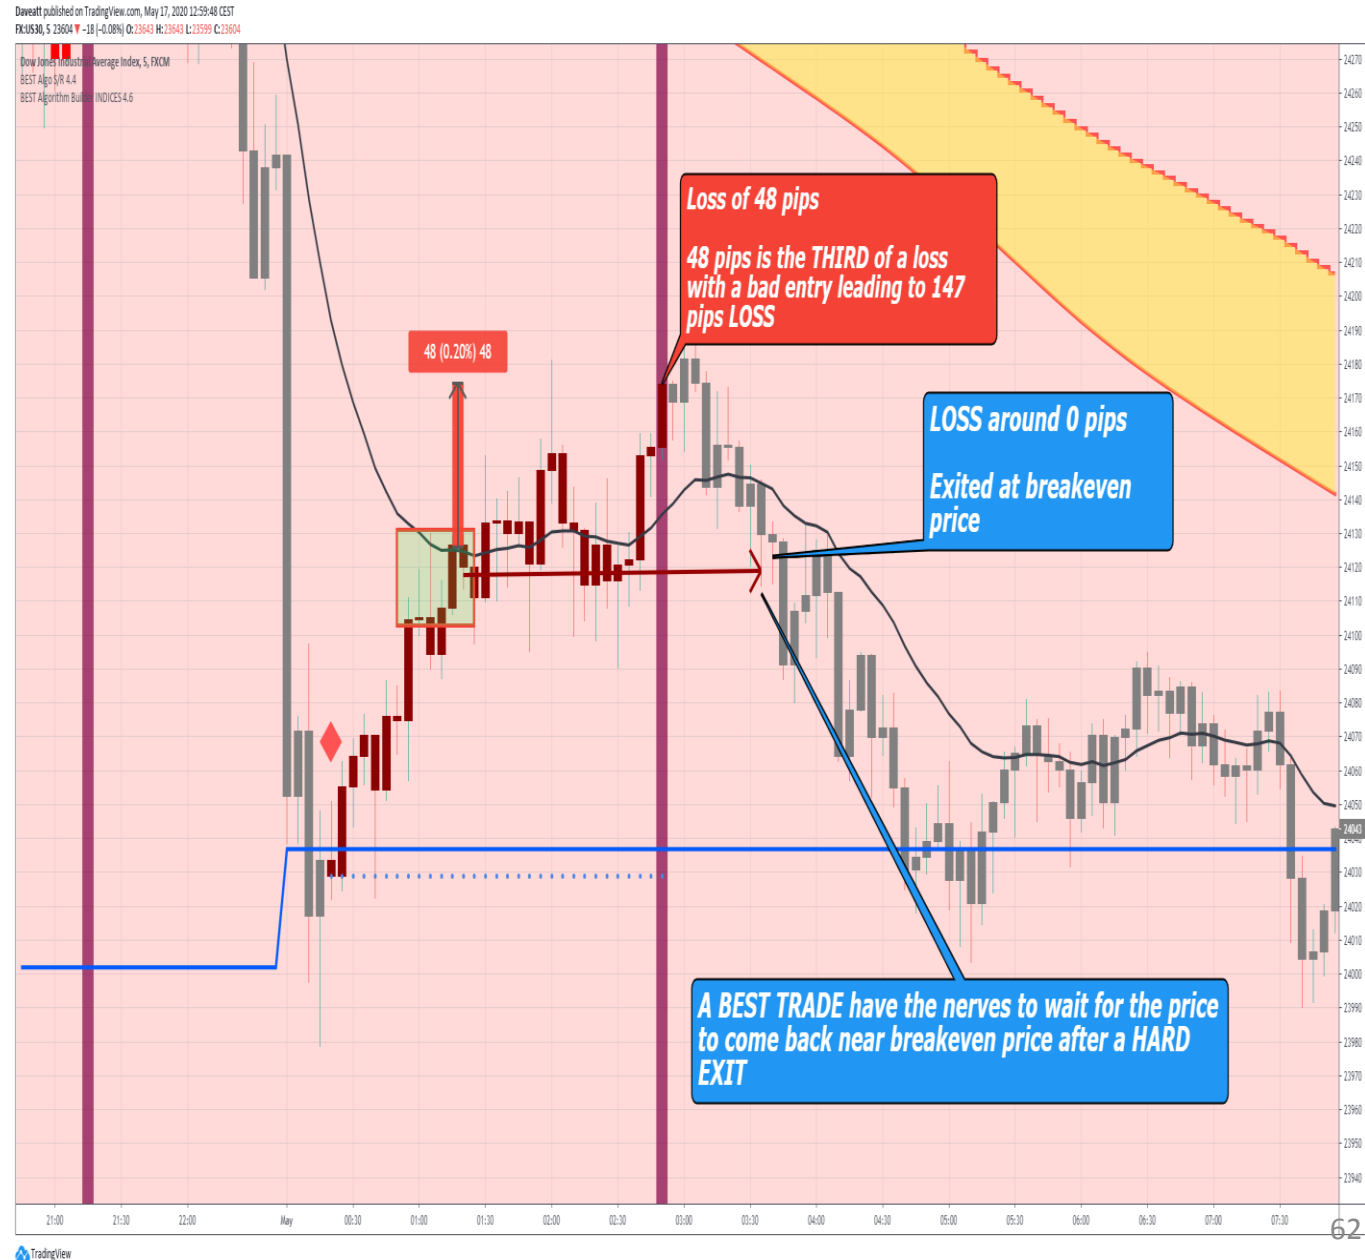 Daveatt published on TradingView.com, May 17, 2020 12:59:48 CEST
FX:US30, 5 23604 ▼ −18 (−0.08%) O:23643 H:23643 L:23599 C:23604
Dow Jones Industrial Average Index, 5, FXCM
BEST Algo S/R 4.4
BEST Algorithm Builder INDICES 4.6
Loss of 48 pips
48 pips is the THIRD of a loss
with a bad entry leading to 147
pips LOSS
48 (0.20%) 48
LOSS around 0 pips
Exited at breakeven
price
A BEST TRADE have the nerves to wait for the price
to come back near breakeven price after a HARD
EXIT
24270
24260
24250
24240
24230
24220
24210
24200
24190
24180
24170
24160
24150
24140
24130
24120
24110
24100
24090
24080
24070
24060
24050
24043
24040
24030
24020
24010
24000
23990
23980
23970
23960
23950
23940
21:00 21:30 22:00 May 00:30 01:00 01:30 02:00 02:30 03:00 03:30 04:00 04:30 05:00 05:30 06:00 06:30 07:00 07:30
62
TradingView